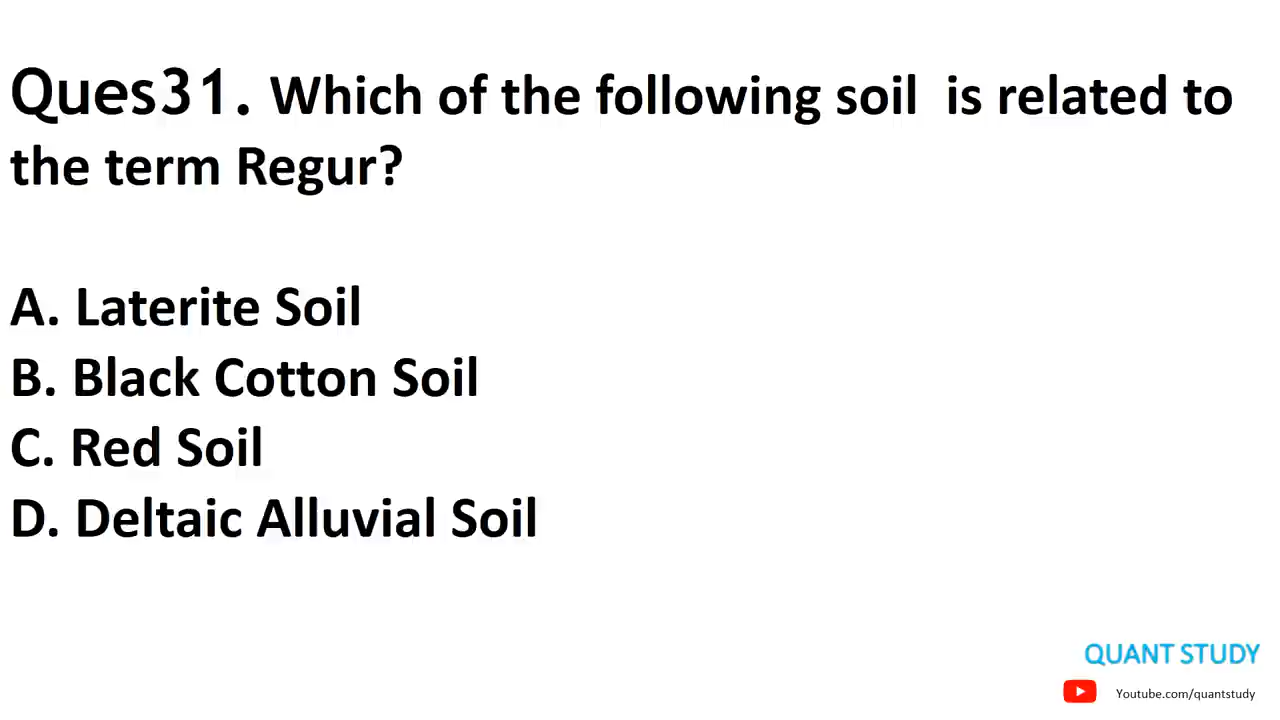 Ques31. Which of the following soil is related to
the term Regur?
A. Laterite Soil
B. Black Cotton Soil
C. Red Soil
D. Deltaic Alluvial Soil
QUANT STUDY
Youtube.com/quantstudy